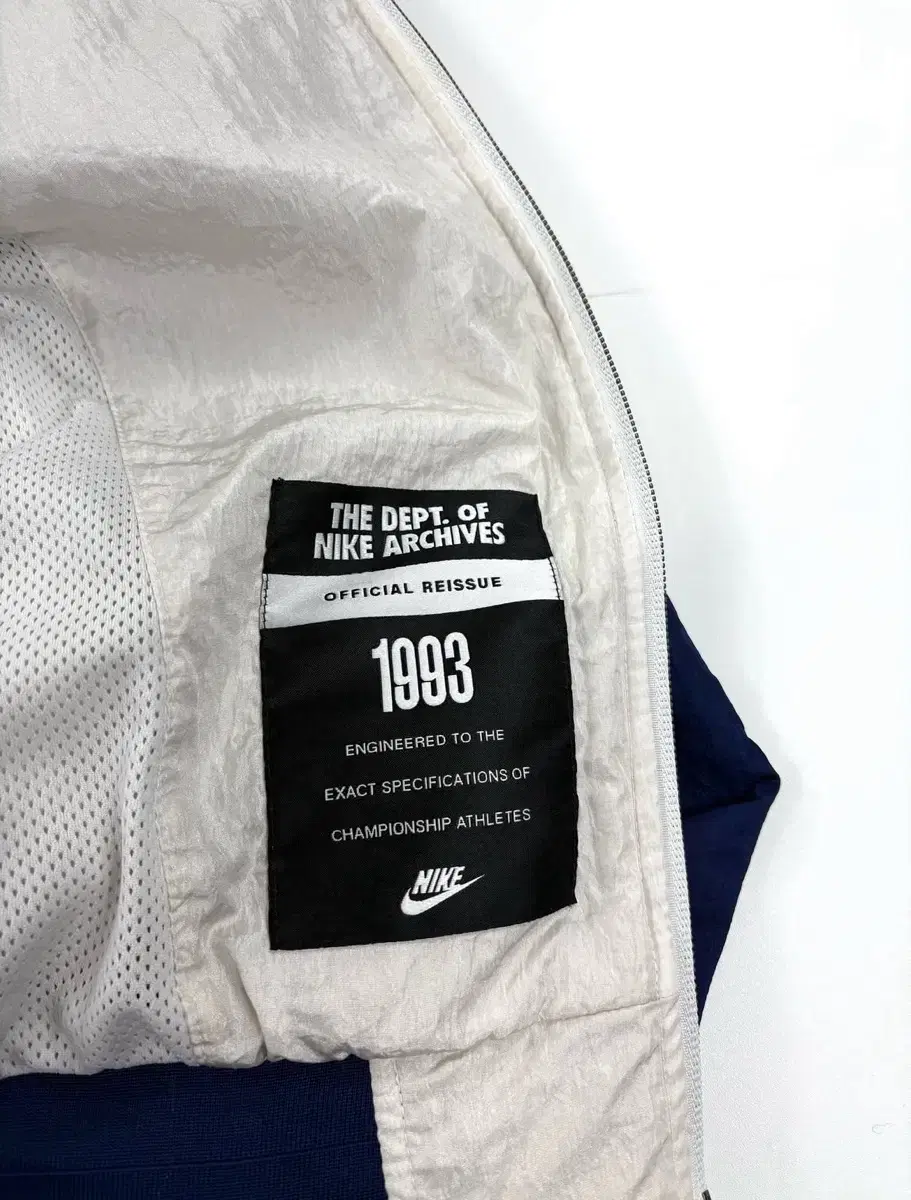 THE DEPT. OF
NIKE ARCHIVES
OFFICIAL REISSUE
1993
ENGINEERED TO THE
EXACT SPECIFICATIONS OF
CHAMPIONSHIP ATHLETES
NIKE